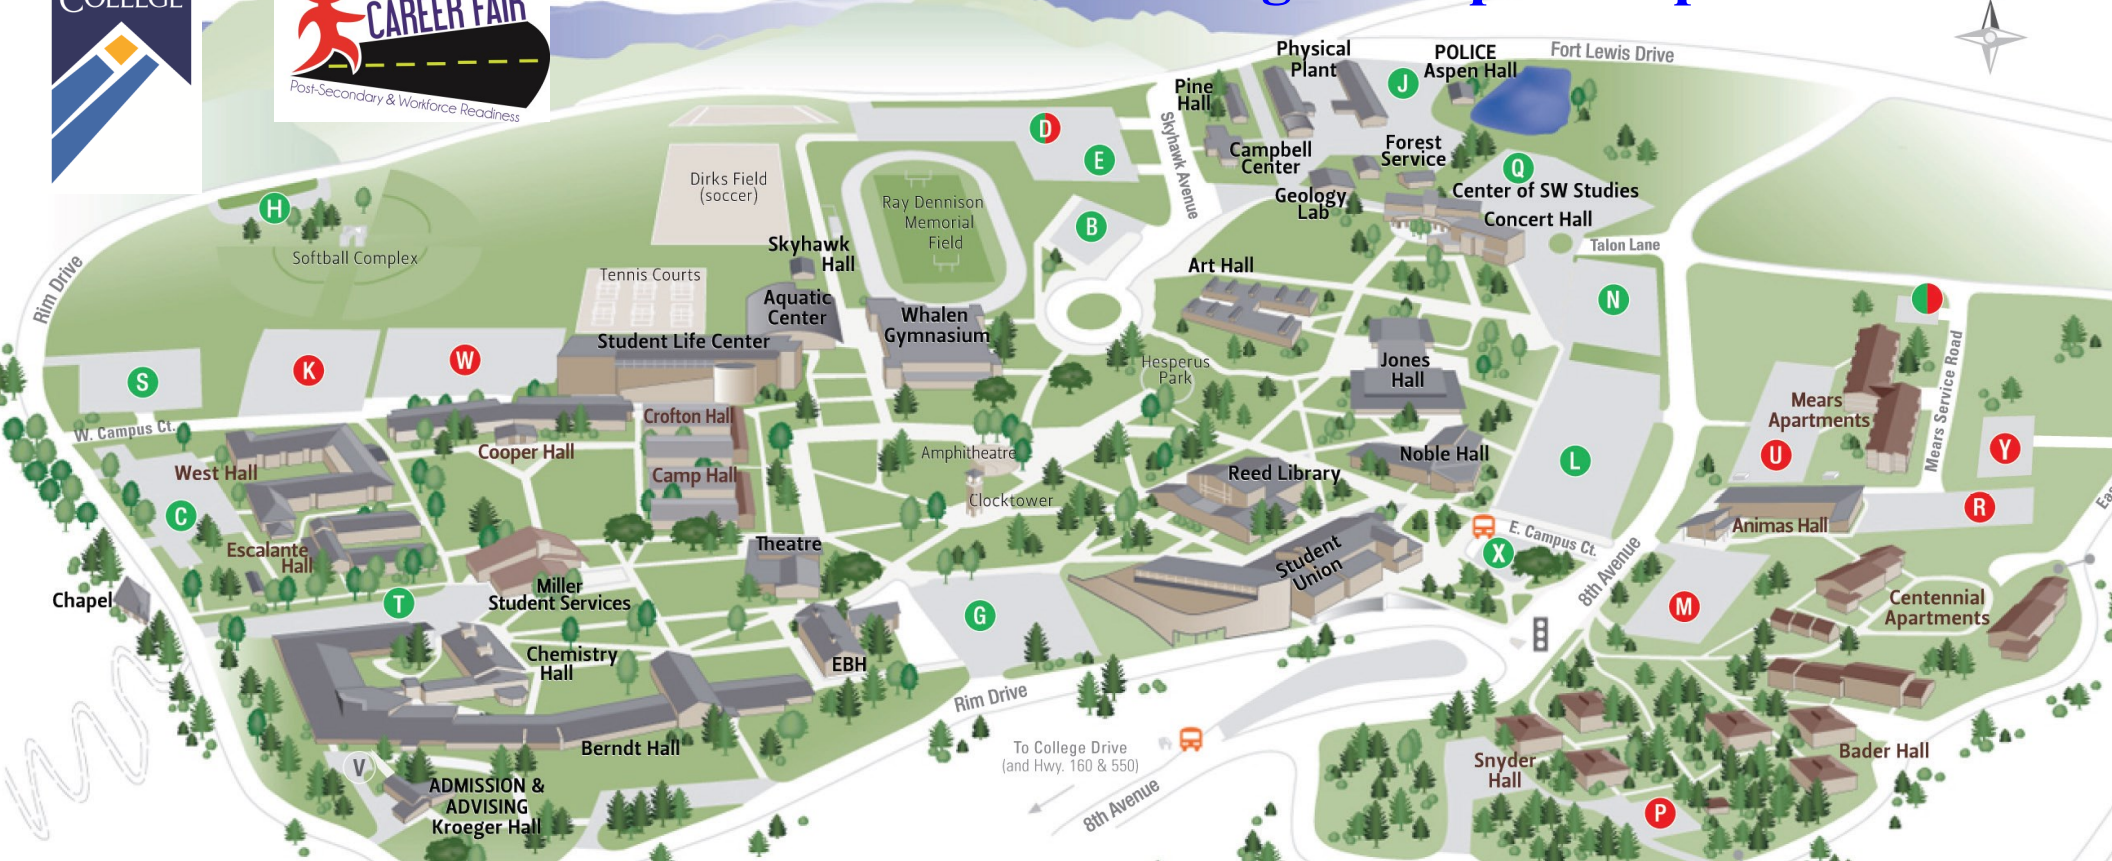 COLLEGE
CAREER FAIR
Post-Secondary & Workforce Readiness
Physical
Plant
POLICE
Aspen Hall
Fort Lewis Drive
J
Pine
Hall
Skyhawk Avenue
D
E
Campbell
Center
Forest
Service
Q
Dirks Field
(soccer)
Ray Dennison
Memorial
Field
Geology
Lab
Center of SW Studies
Concert Hall
H
B
Talon Lane
Softball Complex
Rim Drive
Skyhawk
Hall
Tennis Courts
Art Hall
Aquatic
Center
Whalen
Gymnasium
N
Student Life Center
Hesperus
Park
Jones
Hall
S
K
W
Mears
Apartments
Mears Service Road
Crofton Hall
W. Campus Ct.
Cooper Hall
Amphitheatre
Noble Hall
L
U
Y
West Hall
Camp Hall
Reed Library
Clocktower
C
R
Animas Hall
Escalante
Hall
Theatre
Student
Union
E. Campus Ct.
X
8th Avenue
Chapel
Miller
Student Services
T
G
M
Centennial
Apartments
Chemistry
Hall
EBH
Rim Drive
Berndt Hall
To College Drive
(and Hwy. 160 & 550)
8th Avenue
Snyder
Hall
Bader Hall
V
ADMISSION &
ADVISING
Kroeger Hall
P